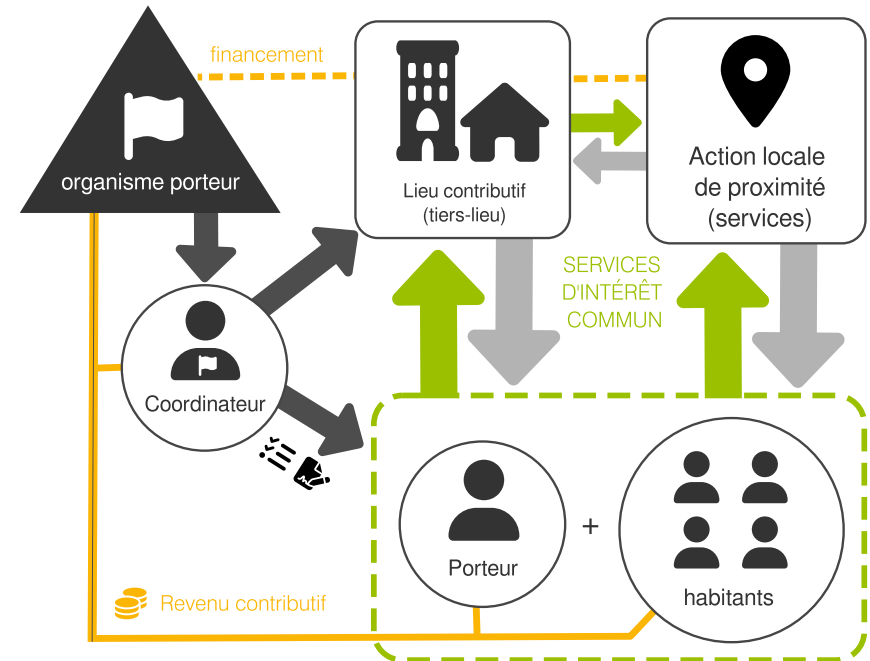 financement
organisme porteur
Lieu contributif
(tiers-lieu)
Action locale
de proximité
(services)
SERVICES
D'INTÉRÊT
COMMUN
Coordinateur
Porteur
+
habitants
Revenu contributif